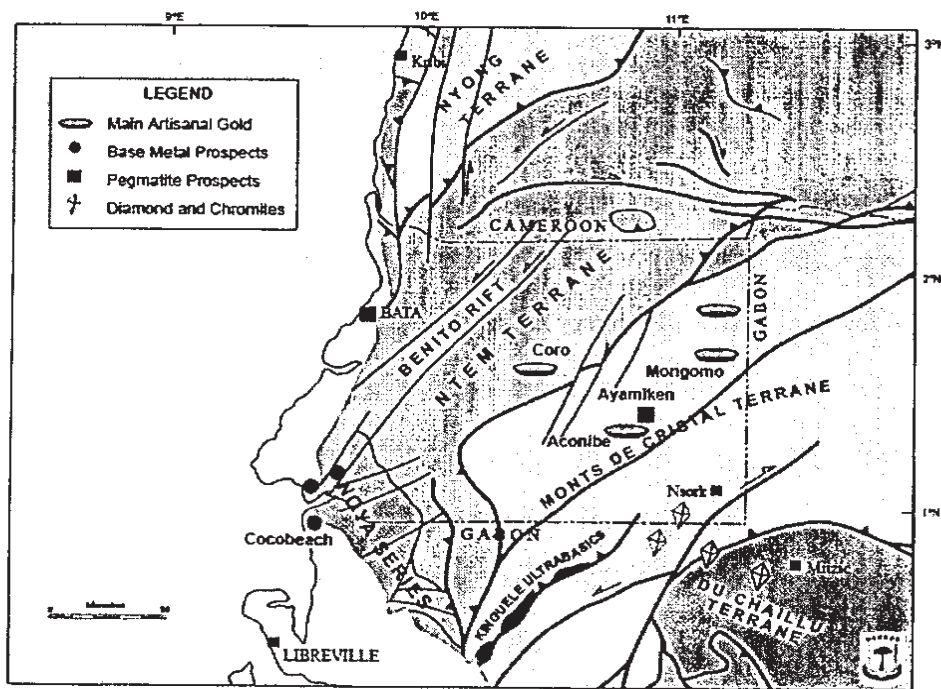 9°E
10°E
11°E
3°N
LEGEND
Main Artisanal Gold
Base Metal Prospects
Pegmatite Prospects
Diamond and Chromites
Kribi
NYONG
TERRANE
CAMEROON
2°N
BATA
BENITO RIFT
NTEM TERRANE
GABON
Coro
Mongomo
Ayamiken
Aconibe
MONTS DE CRISTAL TERRANE
Nsork
1°N
Cocobeach
NOYA SERIES
GABON
KINGUELE ULTRABASICS
Mitzic
DU CHAILLU
TERRANE
LIBREVILLE